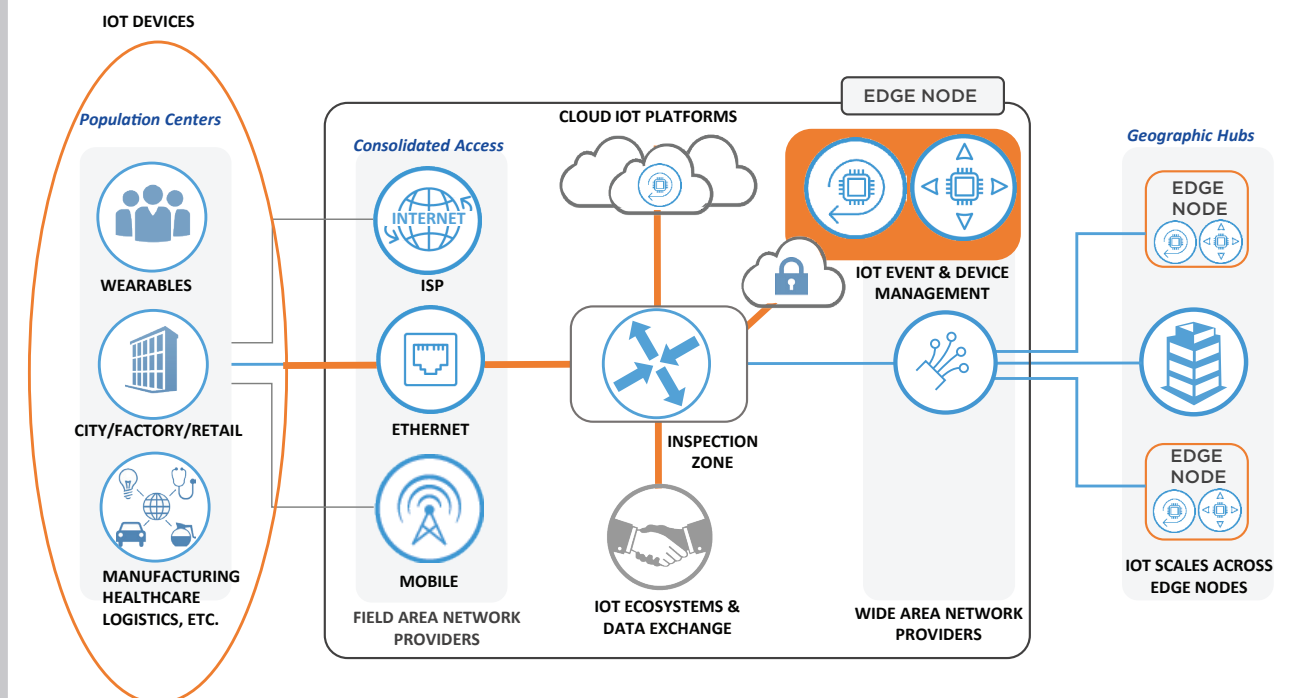 IOT DEVICES
Population Centers
WEARABLES
CITY/FACTORY/RETAIL
MANUFACTURING
HEALTHCARE
LOGISTICS, ETC.
EDGE NODE
Consolidated Access
INTERNET
ISP
ETHERNET
MOBILE
FIELD AREA NETWORK
PROVIDERS
CLOUD IOT PLATFORMS
IOT EVENT & DEVICE
MANAGEMENT
INSPECTION
ZONE
IOT ECOSYSTEMS &
DATA EXCHANGE
WIDE AREA NETWORK
PROVIDERS
Geographic Hubs
EDGE
NODE
EDGE
NODE
IOT SCALES ACROSS
EDGE NODES